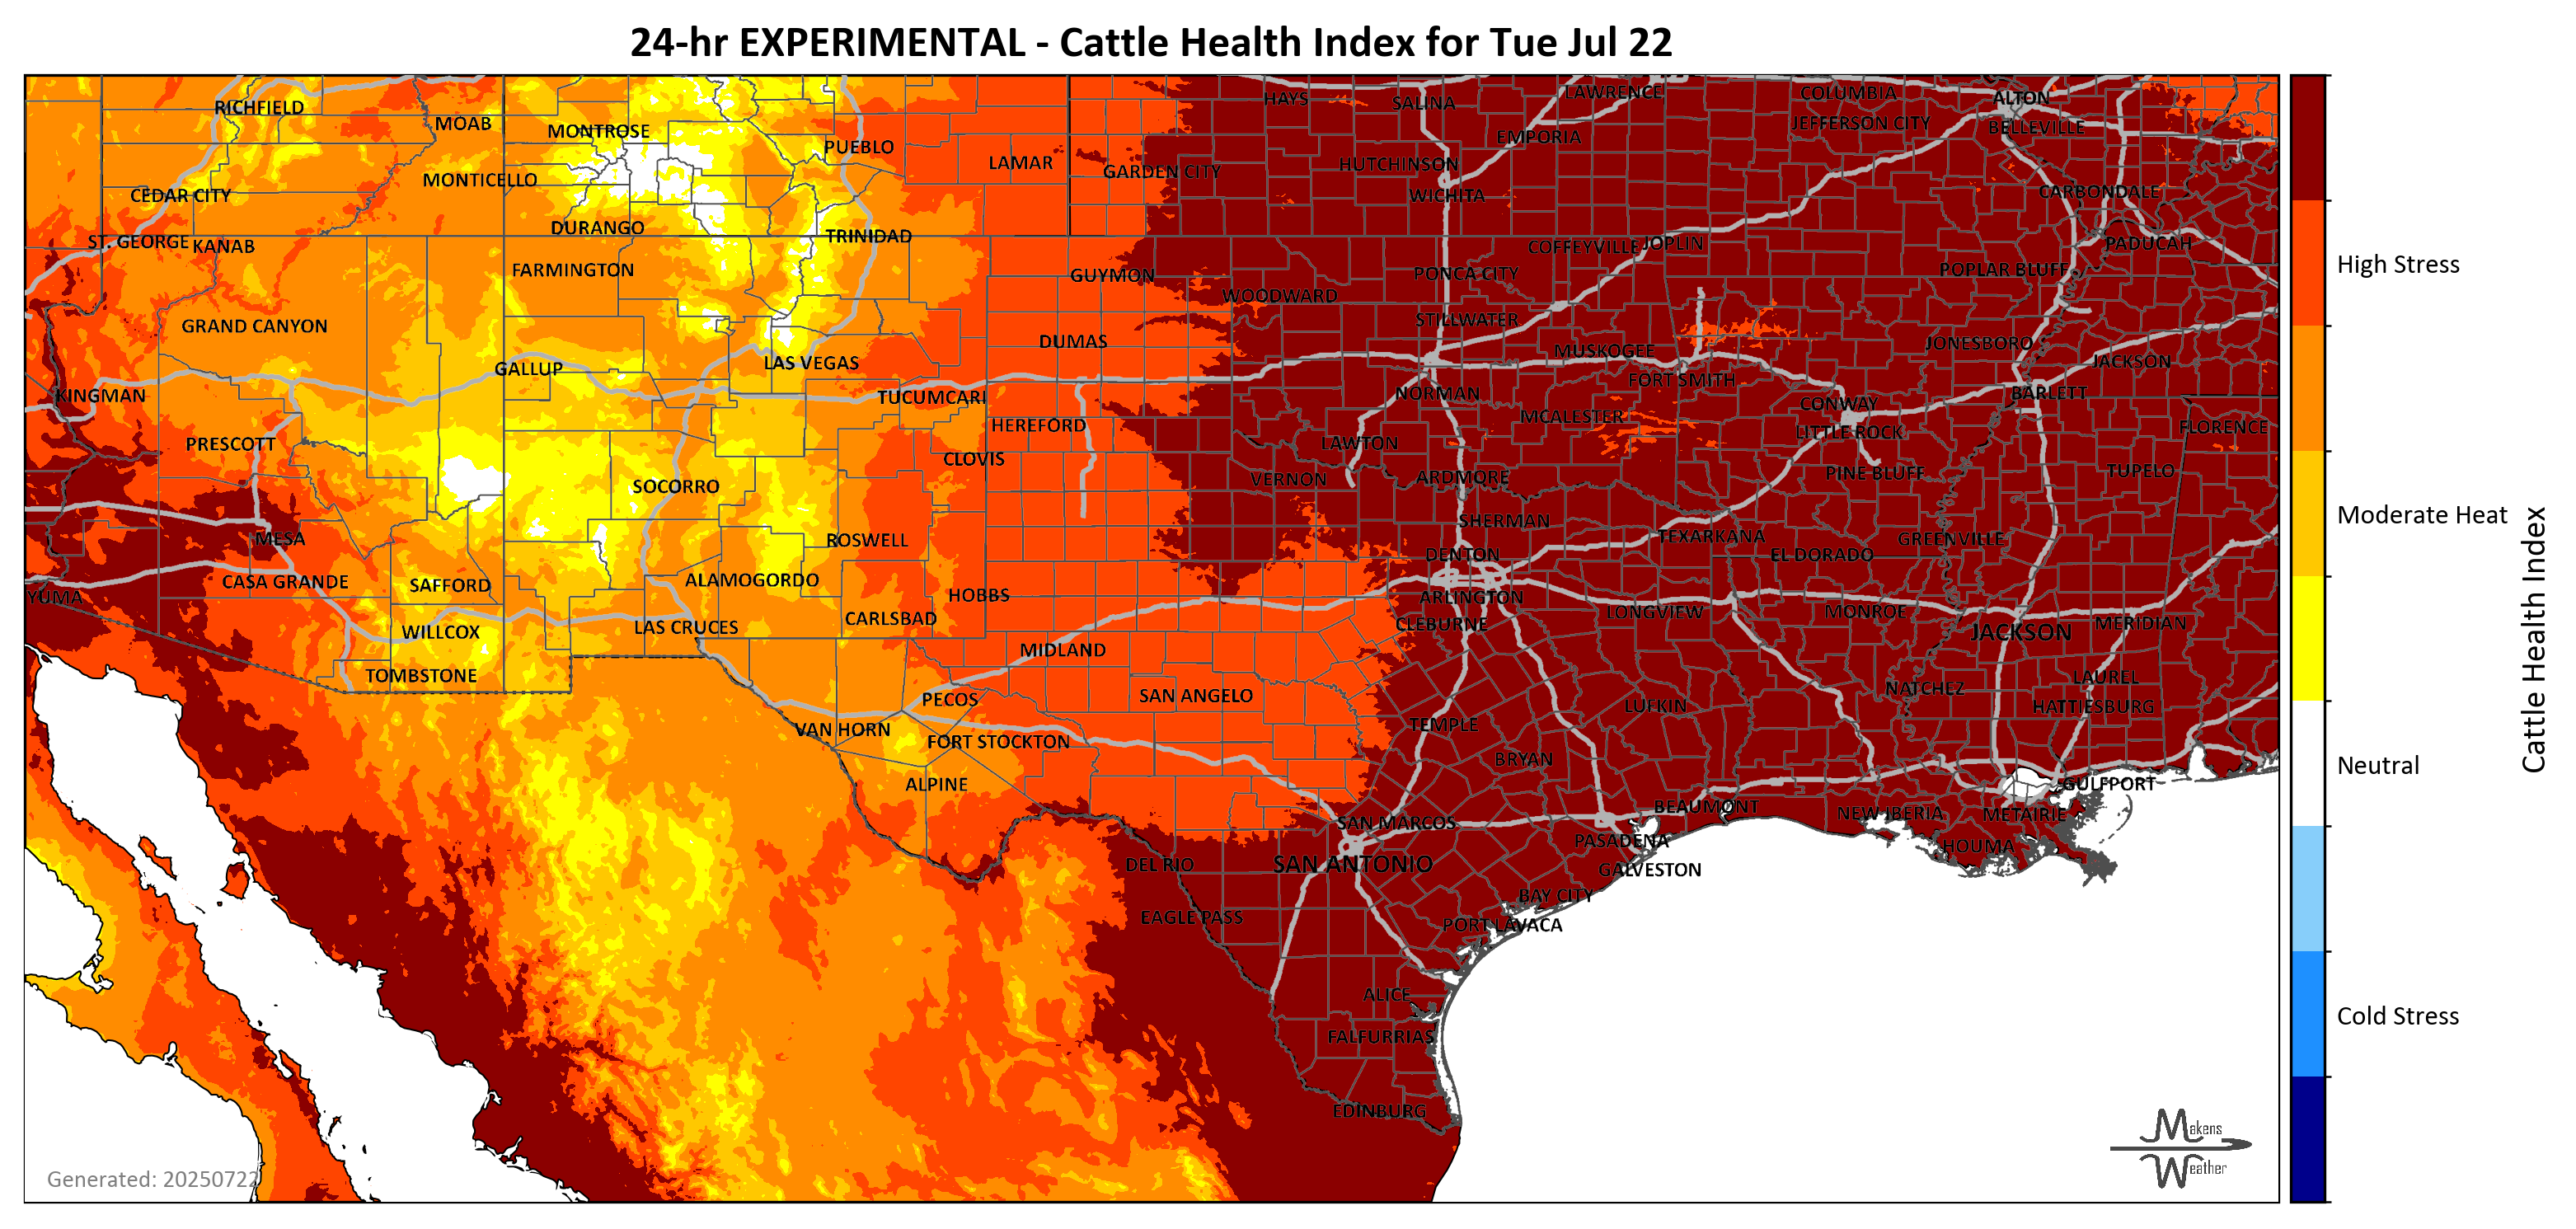 24-hr EXPERIMENTAL - Cattle Health Index for Tue Jul 22
RICHFIELD
MOAB
MONTROSE
PUEBLO
LAMAR
GARDEN CITY
HAYS
SALINA
LAWRENCE
COLUMBIA
ALTON
EMPORIA
JEFFERSON CITY
BELLEVILLE
HUTCHINSON
WICHITA
CARBONDALE
MONTICELLO
CEDAR CITY
DURANGO
TRINIDAD
ST. GEORGE
KANAB
COFFEYVILLE
JOPLIN
PADUCAH
High Stress
FARMINGTON
GUYMON
PONCA CITY
POPLAR BLUFF
WOODWARD
GRAND CANYON
STILLWATER
DUMAS
MUSKOGEE
JONESBORO
JACKSON
GALLUP
LAS VEGAS
FORT SMITH
KINGMAN
TUCUMCARI
NORMAN
BARLETT
CONWAY
MCALESTER
HEREFORD
LITTLE ROCK
FLORENCE
PRESCOTT
LAWTON
CLOVIS
PINE BLUFF
TUPELO
SOCORRO
VERNON
ARDMORE
Moderate Heat
SHERMAN
MESA
ROSWELL
TEXARKANA
GREENVILLE
DENTON
EL DORADO
CASA GRANDE
SAFFORD
ALAMOGORDO
YUMA
HOBBS
ARLINGTON
LONGVIEW
MONROE
CARLSBAD
CLEBURNE
MERIDIAN
WILLCOX
LAS CRUCES
JACKSON
MIDLAND
TOMBSTONE
LAUREL
NATCHEZ
PECOS
SAN ANGELO
LUFKIN
HATTIESBURG
VAN HORN
TEMPLE
FORT STOCKTON
BRYAN
Cattle Health Index
Neutral
ALPINE
GULFPORT
BEAUMONT
NEW IBERIA
METAIRIE
SAN MARCOS
PASADENA
HOUMA
DEL RIO
SAN ANTONIO
GALVESTON
BAY CITY
EAGLE PASS
PORT LAVACA
ALICE
Cold Stress
FALFURRIAS
EDINBURG
Makens
Weather
Generated: 20250722